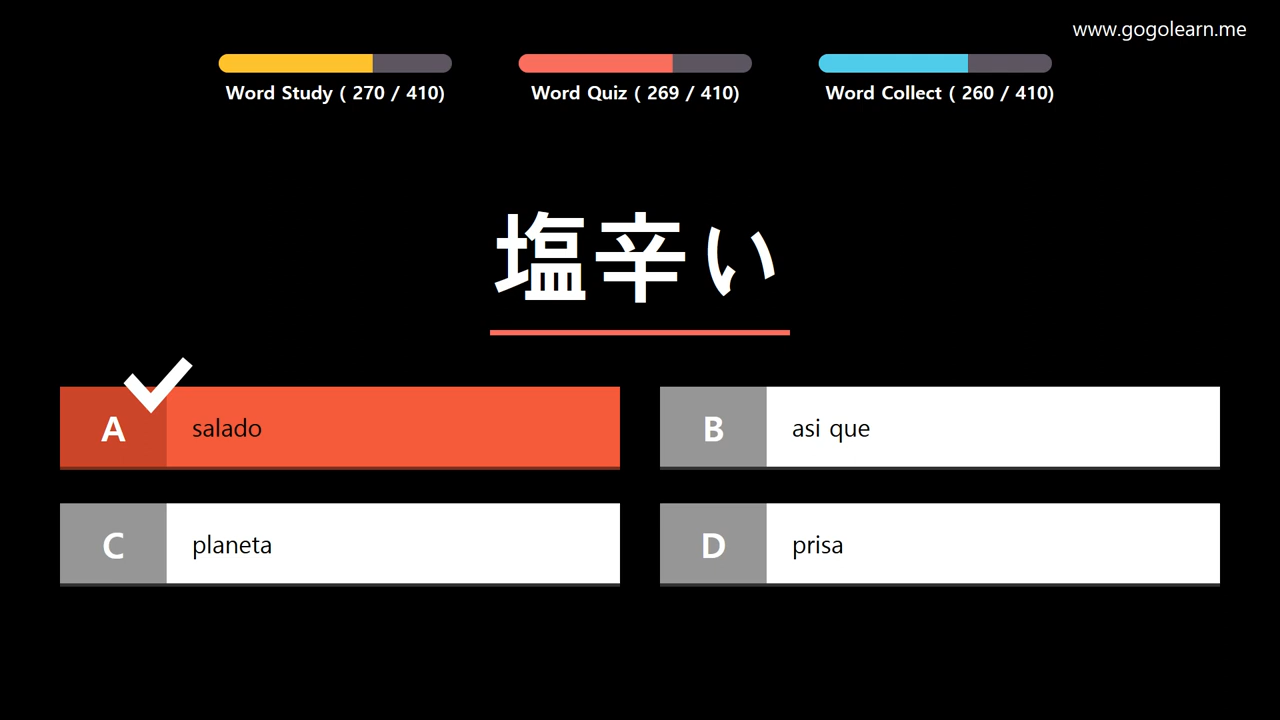 www.gogolearn.me
Word Study ( 270 / 410)
Word Quiz ( 269 / 410)
Word Collect ( 260 / 410)
塩辛い
A salado
B asi que
C planeta
D prisa